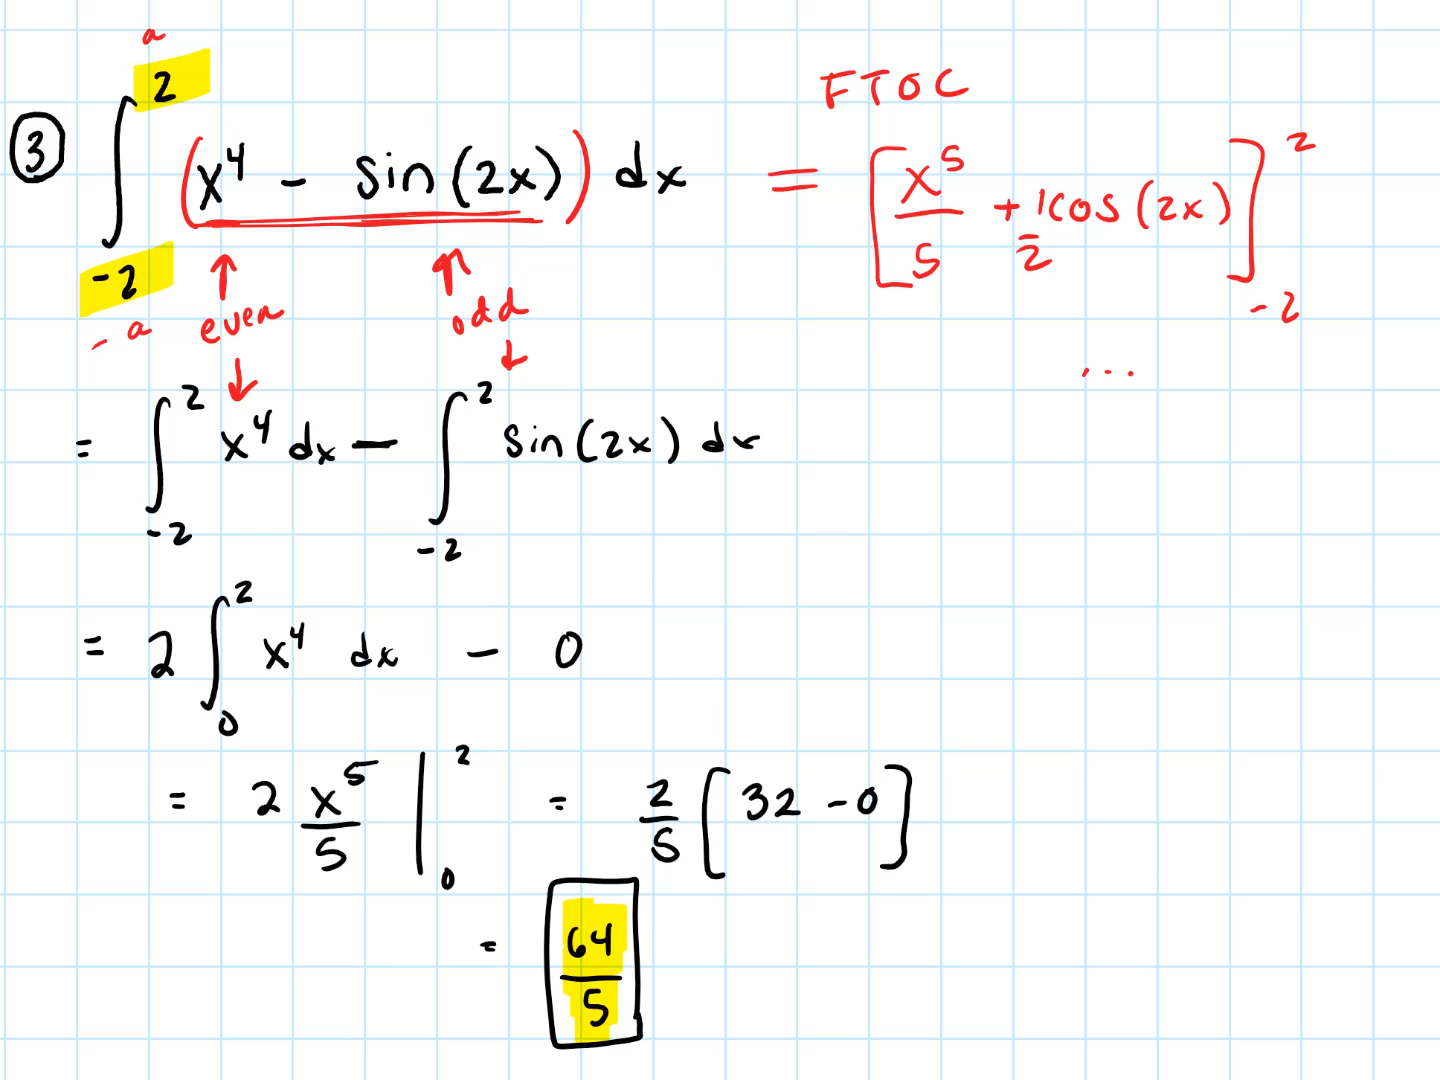 ③ ∫_{-2}^{2} (x⁴ - sin(2x)) dx = [x⁵/5 + 1/2 cos(2x)]_{-2}^{2}
a
FTOC
-a
even
odd
...
= ∫_{-2}^{2} x⁴ dx - ∫_{-2}^{2} sin(2x) dx
= 2 ∫_{0}^{2} x⁴ dx - 0
= 2 x⁵/5 |_{0}^{2} = 2/5 [32 - 0]
= 64/5